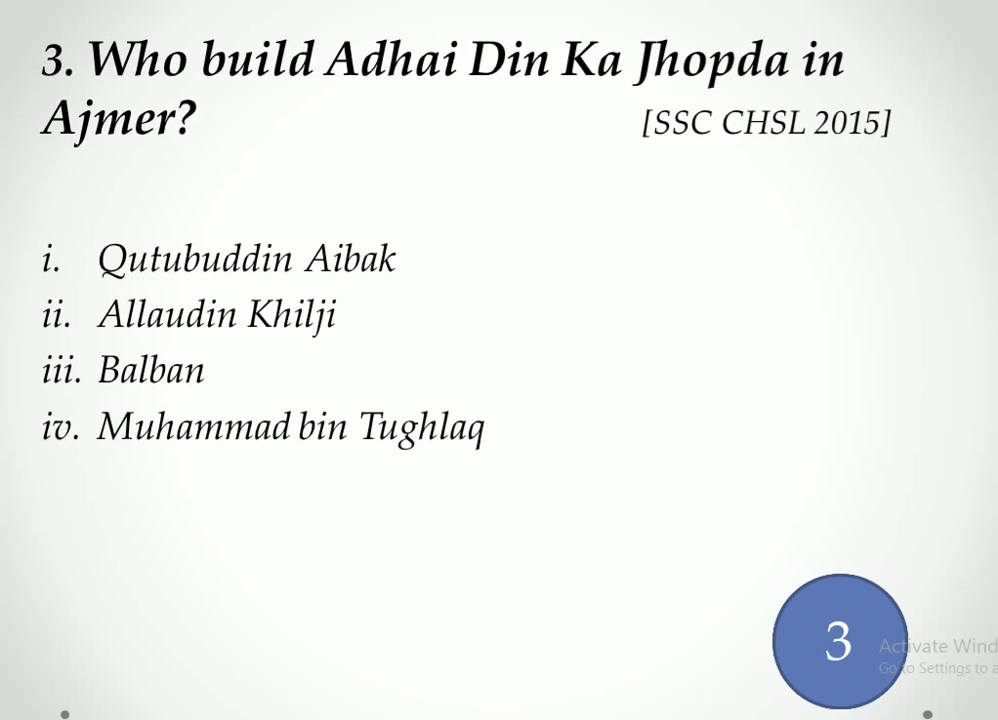 3. Who build Adhai Din Ka Jhopda in
Ajmer? [SSC CHSL 2015]
i. Qutubuddin Aibak
ii. Allaudin Khilji
iii. Balban
iv. Muhammad bin Tughlaq
3
Activate Wind
Go to Settings to a